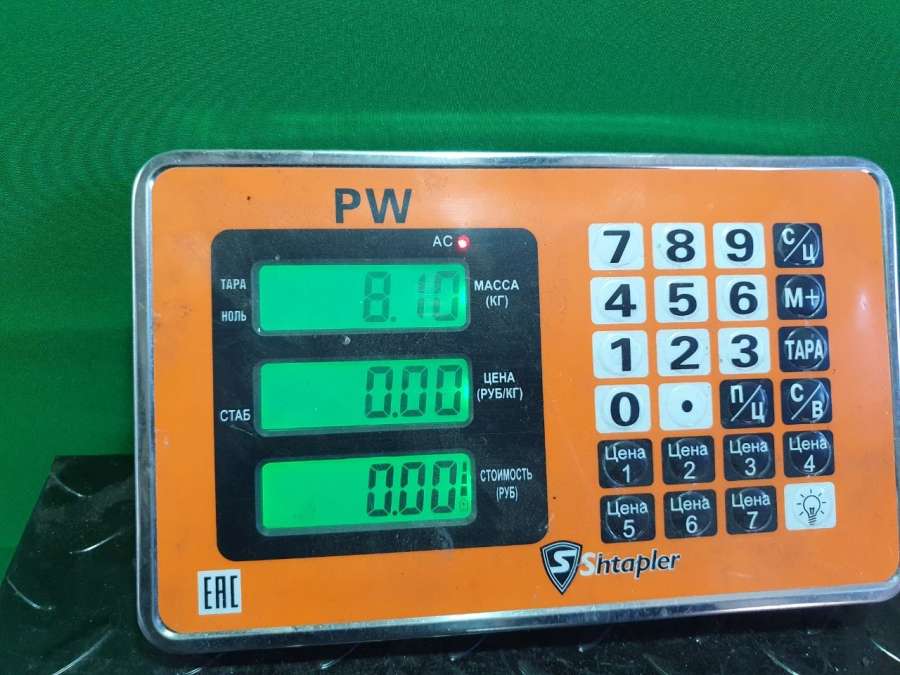 PW
AC
ТАРА
НОЛЬ
8.10
МАССА
(КГ)
СТАБ
0.00
ЦЕНА
(РУБ/КГ)
0.00
СТОИМОСТЬ
(РУБ)
7 8 9 С/Ц
4 5 6 М+
1 2 3 ТАРА
0 . П/Ц С/В
Цена 1 Цена 2 Цена 3 Цена 4
Цена 5 Цена 6 Цена 7
S Shtapler
EAC